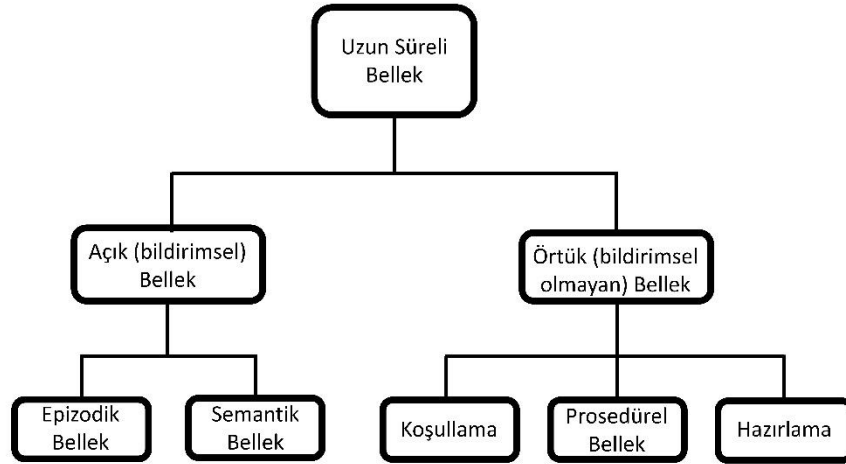 Uzun Süreli
Bellek
Açık (bildirimsel)
Bellek
Örtük (bildirimsel
olmayan) Bellek
Epizodik
Bellek
Semantik
Bellek
Koşullama
Prosedürel
Bellek
Hazırlama